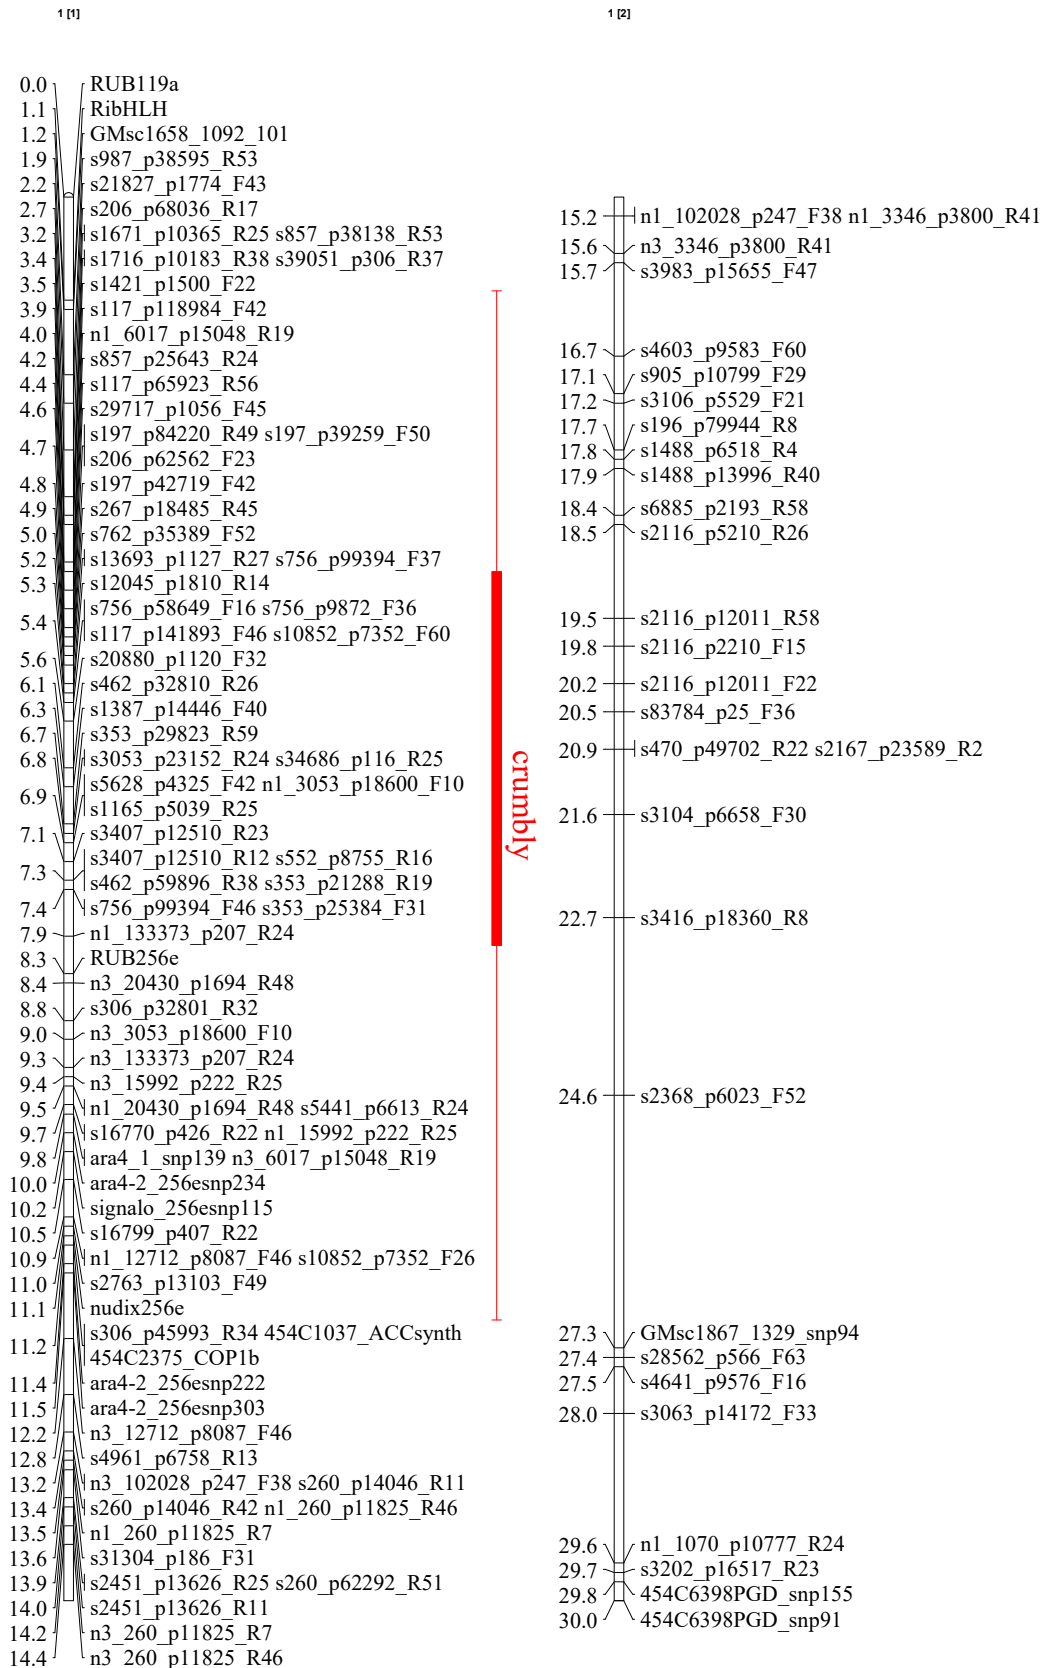 1 [1]
0.0 RUB119a
1.1 RibHLH
1.2 GMsc1658_1092_101
1.9 s987_p38595_R53
2.2 s21827_p1774_F43
2.7 s206_p68036_R17
3.2 s1671_p10365_R25 s857_p38138_R53
3.4 s1716_p10183_R38 s39051_p306_R37
3.5 s1421_p1500_F22
3.9 s117_p118984_F42
4.0 n1_6017_p15048_R19
4.2 s857_p25643_R24
4.4 s117_p65923_R56
4.6 s29717_p1056_F45
4.7 s197_p84220_R49 s197_p39259_F50
s206_p62562_F23
4.8 s197_p42719_F42
4.9 s267_p18485_R45
5.0 s762_p35389_F52
5.2 s13693_p1127_R27 s756_p99394_F37
5.3 s12045_p1810_R14
5.4 s756_p58649_F16 s756_p9872_F36
s117_p141893_F46 s10852_p7352_F60
5.6 s20880_p1120_F32
6.1 s462_p32810_R26
6.3 s1387_p14446_F40
6.7 s353_p29823_R59
6.8 s3053_p23152_R24 s34686_p116_R25
6.9 s5628_p4325_F42 n1_3053_p18600_F10
s1165_p5039_R25
7.1 s3407_p12510_R23
7.3 s3407_p12510_R12 s552_p8755_R16
s462_p59896_R38 s353_p21288_R19
7.4 s756_p99394_F46 s353_p25384_F31
7.9 n1_133373_p207_R24
8.3 RUB256e
8.4 n3_20430_p1694_R48
8.8 s306_p32801_R32
9.0 n3_3053_p18600_F10
9.3 n3_133373_p207_R24
9.4 n3_15992_p222_R25
9.5 n1_20430_p1694_R48 s5441_p6613_R24
9.7 s16770_p426_R22 n1_15992_p222_R25
9.8 ara4_1_snp139 n3_6017_p15048_R19
10.0 ara4-2_256esnp234
10.2 signalo_256esnp115
10.5 s16799_p407_R22
10.9 n1_12712_p8087_F46 s10852_p7352_F26
11.0 s2763_p13103_F49
11.1 nudix256e
11.2 s306_p45993_R34 454C1037_ACCsynth
454C2375_COP1b
11.4 ara4-2_256esnp222
11.5 ara4-2_256esnp303
12.2 n3_12712_p8087_F46
12.8 s4961_p6758_R13
13.2 n3_102028_p247_F38 s260_p14046_R11
13.4 s260_p14046_R42 n1_260_p11825_R46
13.5 n1_260_p11825_R7
13.6 s31304_p186_F31
13.9 s2451_p13626_R25 s260_p62292_R51
14.0 s2451_p13626_R11
14.2 n3_260_p11825_R7
14.4 n3_260_p11825_R46
crumbly
1 [2]
15.2 n1_102028_p247_F38 n1_3346_p3800_R41
15.6 n3_3346_p3800_R41
15.7 s3983_p15655_F47
16.7 s4603_p9583_F60
17.1 s905_p10799_F29
17.2 s3106_p5529_F21
17.7 s196_p79944_R8
17.8 s1488_p6518_R4
17.9 s1488_p13996_R40
18.4 s6885_p2193_R58
18.5 s2116_p5210_R26
19.5 s2116_p12011_R58
19.8 s2116_p2210_F15
20.2 s2116_p12011_F22
20.5 s83784_p25_F36
20.9 s470_p49702_R22 s2167_p23589_R2
21.6 s3104_p6658_F30
22.7 s3416_p18360_R8
24.6 s2368_p6023_F52
27.3 GMsc1867_1329_snp94
27.4 s28562_p566_F63
27.5 s4641_p9576_F16
28.0 s3063_p14172_F33
29.6 n1_1070_p10777_R24
29.7 s3202_p16517_R23
29.8 454C6398PGD_snp155
30.0 454C6398PGD_snp91